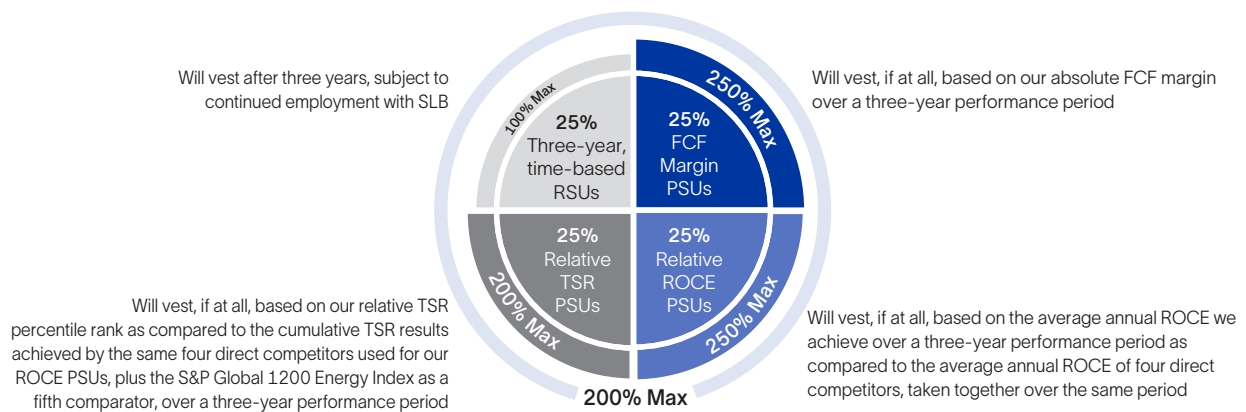 Will vest after three years, subject to
continued employment with SLB
100% Max
25%
Three-year,
time-based
RSUs
250% Max
25%
FCF
Margin
PSUs
Will vest, if at all, based on our absolute FCF margin
over a three-year performance period
Will vest, if at all, based on our relative TSR
percentile rank as compared to the cumulative TSR results
achieved by the same four direct competitors used for our
ROCE PSUs, plus the S&P Global 1200 Energy Index as a
fifth comparator, over a three-year performance period
25%
Relative
TSR
PSUs
200% Max
25%
Relative
ROCE
PSUs
250% Max
Will vest, if at all, based on the average annual ROCE we
achieve over a three-year performance period as
compared to the average annual ROCE of four direct
competitors, taken together over the same period
200% Max